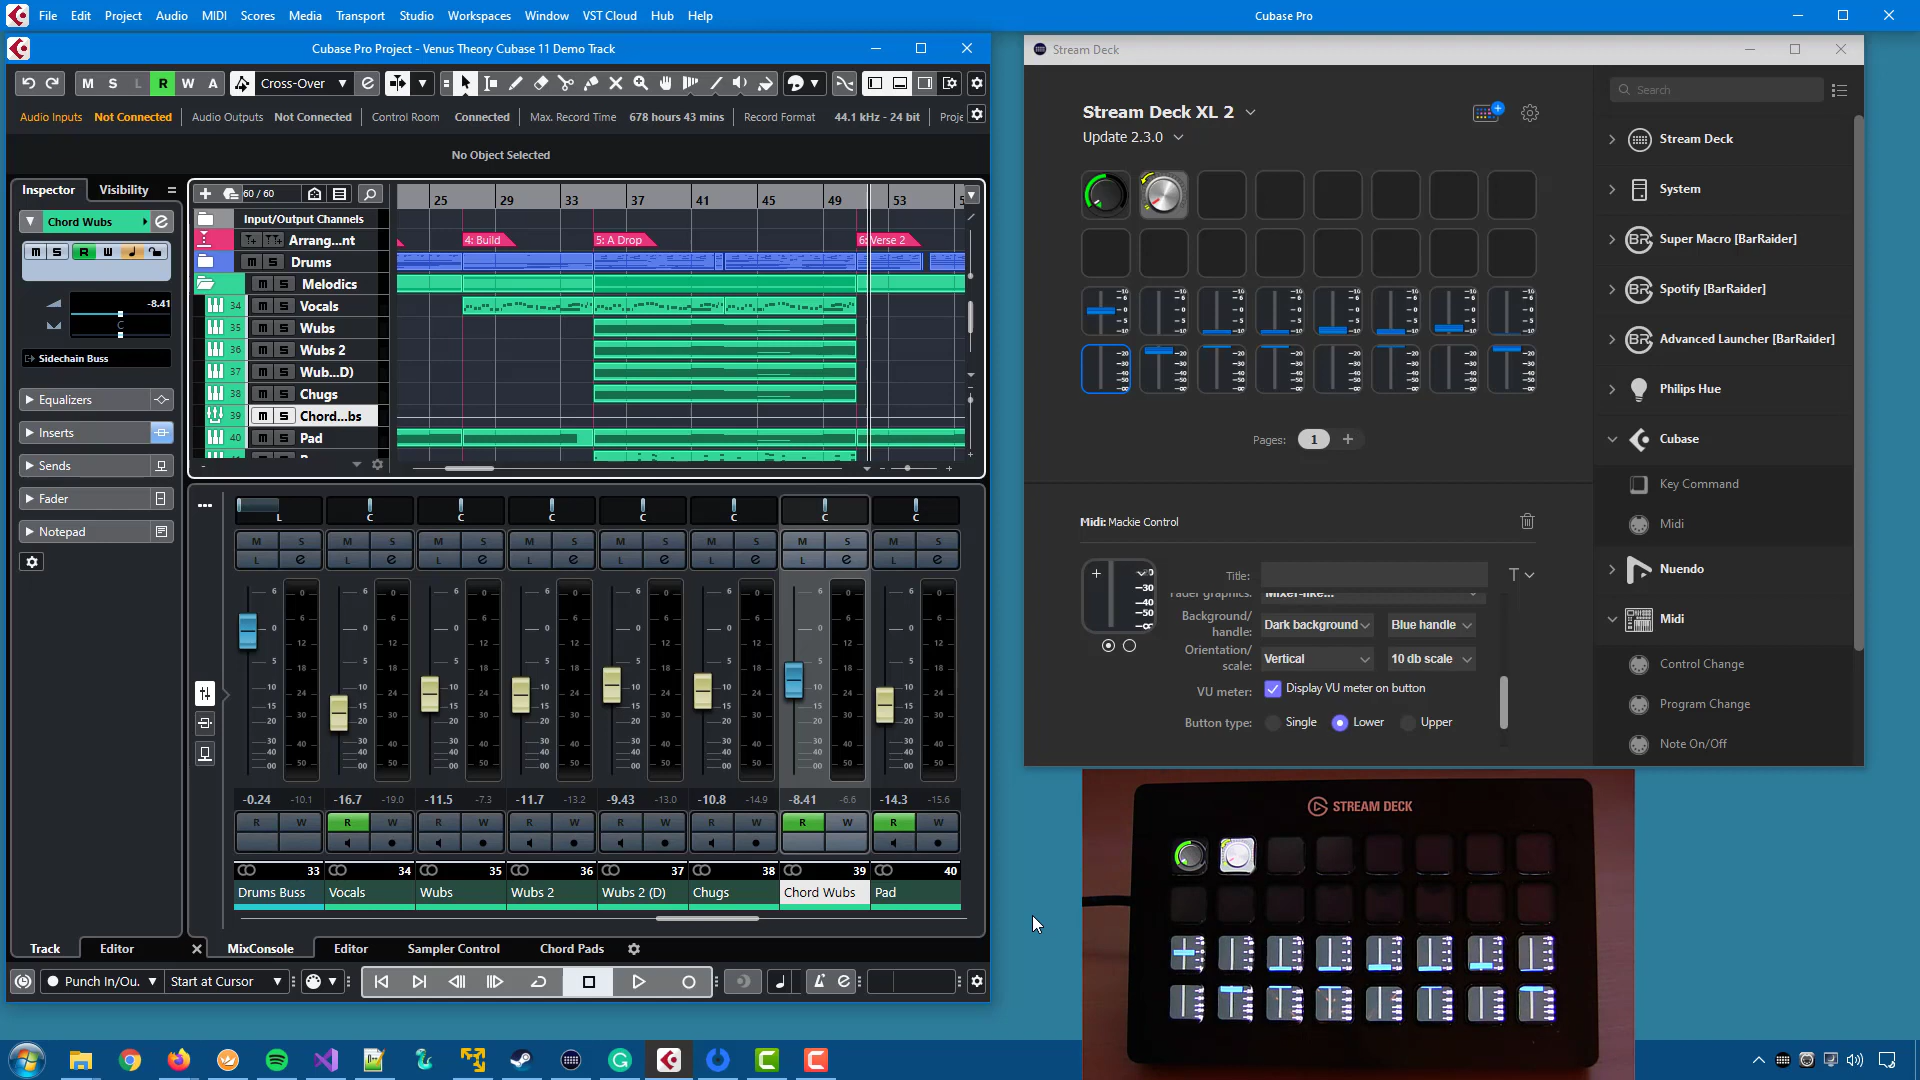 File Edit Project Audio MIDI Scores Media Transport Studio Workspaces Window VST Cloud Hub Help
Cubase Pro
Cubase Pro Project - Venus Theory Cubase 11 Demo Track
M S L R W A Cross-Over
Audio Inputs Not Connected Audio Outputs Not Connected Control Room Connected Max. Record Time 678 hours 43 mins Record Format 44.1 kHz - 24 bit Proje
No Object Selected
Inspector Visibility
60 / 60
25 29 33 37 41 45 49 53
Chord Wubs
M S R W
-8.41
C
Sidechain Buss
Equalizers
Inserts
Sends
Fader
Notepad
Input/Output Channels
Arrang...nt
4: Build 5: A Drop 6: Verse 2
M S Drums
M S Melodics
34 M S Vocals
35 M S Wubs
36 M S Wubs 2
37 M S Wub...D)
38 M S Chugs
39 M S Chord...bs
40 M S Pad
L C C C C C C C
M S M S M S M S M S M S M S M S
L e L e L e L e L e L e L e L e
-0.24 -10.1 -16.7 -19.0 -11.5 -7.3 -11.7 -13.2 -9.43 -13.0 -10.8 -14.9 -8.41 -6.6 -14.3 -15.6
R W R W R W R W R W R W R W R W
33 34 35 36 37 38 39 40
Drums Buss Vocals Wubs Wubs 2 Wubs 2 (D) Chugs Chord Wubs Pad
Track Editor
MixConsole Editor Sampler Control Chord Pads
Punch In/Ou. Start at Cursor
Stream Deck
Stream Deck XL 2
Update 2.3.0
Pages: 1 +
Midi: Mackie Control
Title:
Background/
handle: Dark background Blue handle
Orientation/
scale: Vertical 10 db scale
VU meter: Display VU meter on button
Button type: Single Lower Upper
Search
Stream Deck
System
Super Macro [BarRaider]
Spotify [BarRaider]
Advanced Launcher [BarRaider]
Philips Hue
Cubase
Key Command
Midi
Nuendo
Midi
Control Change
Program Change
Note On/Off
STREAM DECK